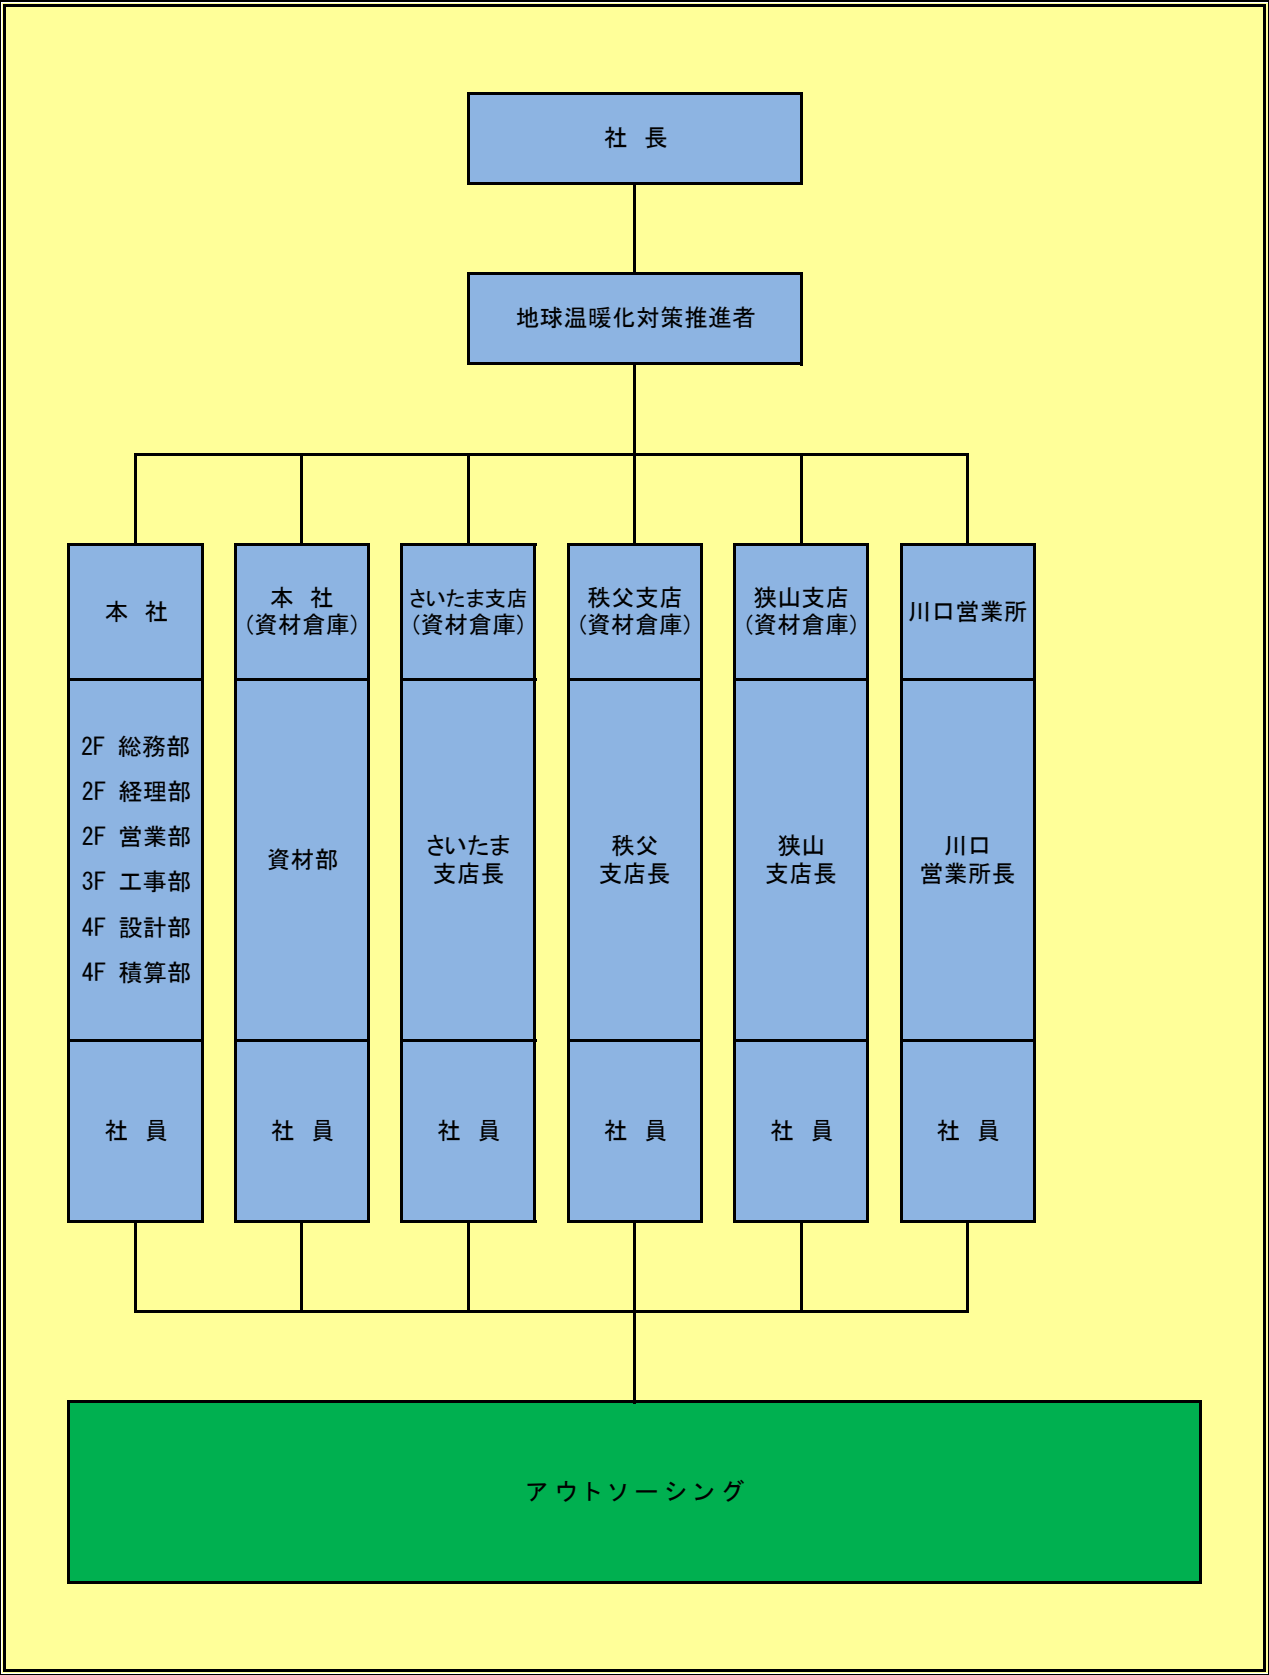 社 長
地球温暖化対策推進者
本 社
本 社
(資材倉庫)
さいたま支店
(資材倉庫)
秩父支店
(資材倉庫)
狭山支店
(資材倉庫)
川口営業所
2F 総務部
2F 経理部
2F 営業部
3F 工事部
4F 設計部
4F 積算部
資材部
さいたま
支店長
秩父
支店長
狭山
支店長
川口
営業所長
社 員
社 員
社 員
社 員
社 員
社 員
アウトソーシング